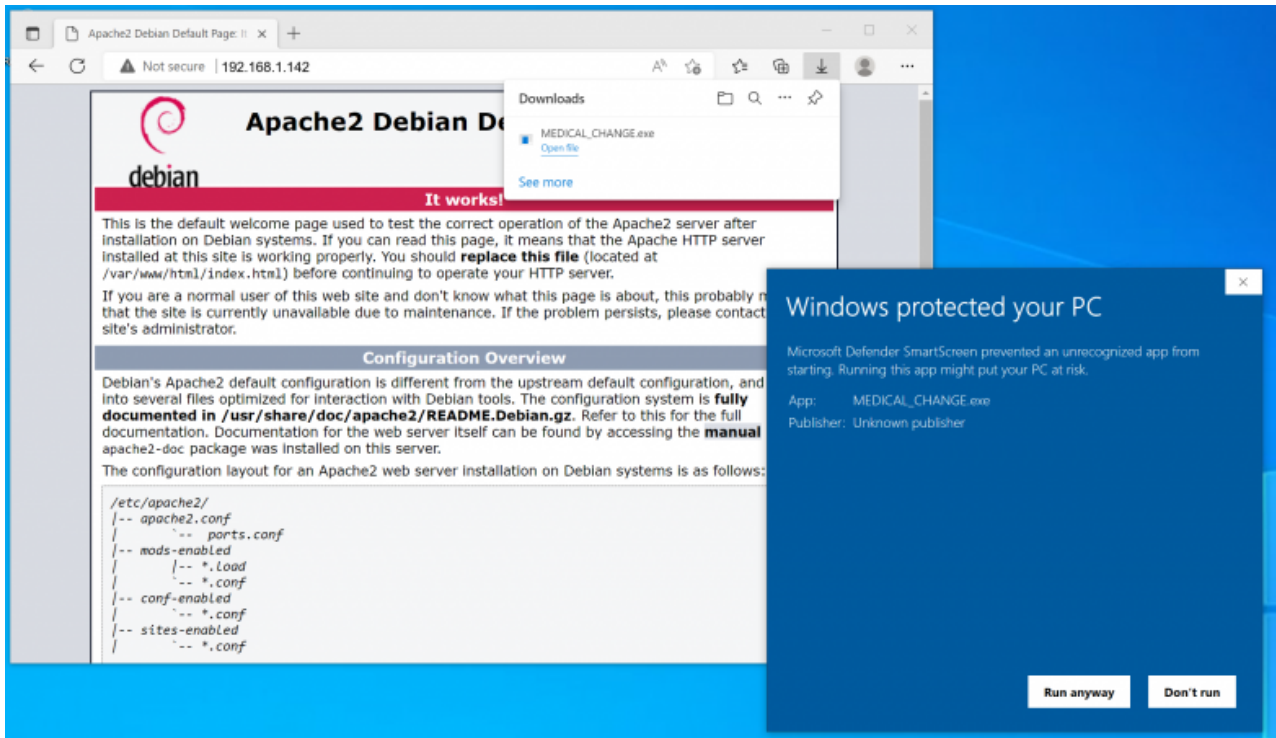 Apache2 Debian Default Page: It
Not secure 192.168.1.142
Downloads
MEDICAL_CHANGE.exe
Open file
See more
debian
Apache2 Debian De
It works!
This is the default welcome page used to test the correct operation of the Apache2 server after
installation on Debian systems. If you can read this page, it means that the Apache HTTP server
installed at this site is working properly. You should replace this file (located at
/var/www/html/index.html) before continuing to operate your HTTP server.
If you are a normal user of this web site and don't know what this page is about, this probably m
that the site is currently unavailable due to maintenance. If the problem persists, please contact
site's administrator.
Configuration Overview
Debian's Apache2 default configuration is different from the upstream default configuration, and
into several files optimized for interaction with Debian tools. The configuration system is fully
documented in /usr/share/doc/apache2/README.Debian.gz. Refer to this for the full
documentation. Documentation for the web server itself can be found by accessing the manual
apache2-doc package was installed on this server.
The configuration layout for an Apache2 web server installation on Debian systems is as follows:
/etc/apache2/
|-- apache2.conf
|       `--  ports.conf
|-- mods-enabled
|       |-- *.load
|       `-- *.conf
|-- conf-enabled
|       `-- *.conf
|-- sites-enabled
|       `-- *.conf
Windows protected your PC
Microsoft Defender SmartScreen prevented an unrecognized app from
starting. Running this app might put your PC at risk.
App: MEDICAL_CHANGE.exe
Publisher: Unknown publisher
Run anyway Don't run